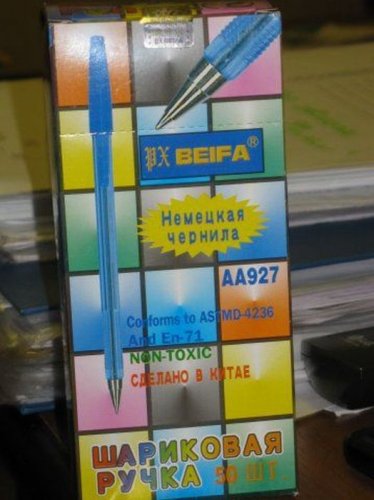 PX BEIFA®
Немецкая
чернила
AA927
Conforms to ASTMD-4236
And En-71
NON-TOXIC
СДЕЛАНО В КИТАЕ
ШАРИКОВАЯ
РУЧКА 50 ШТ.